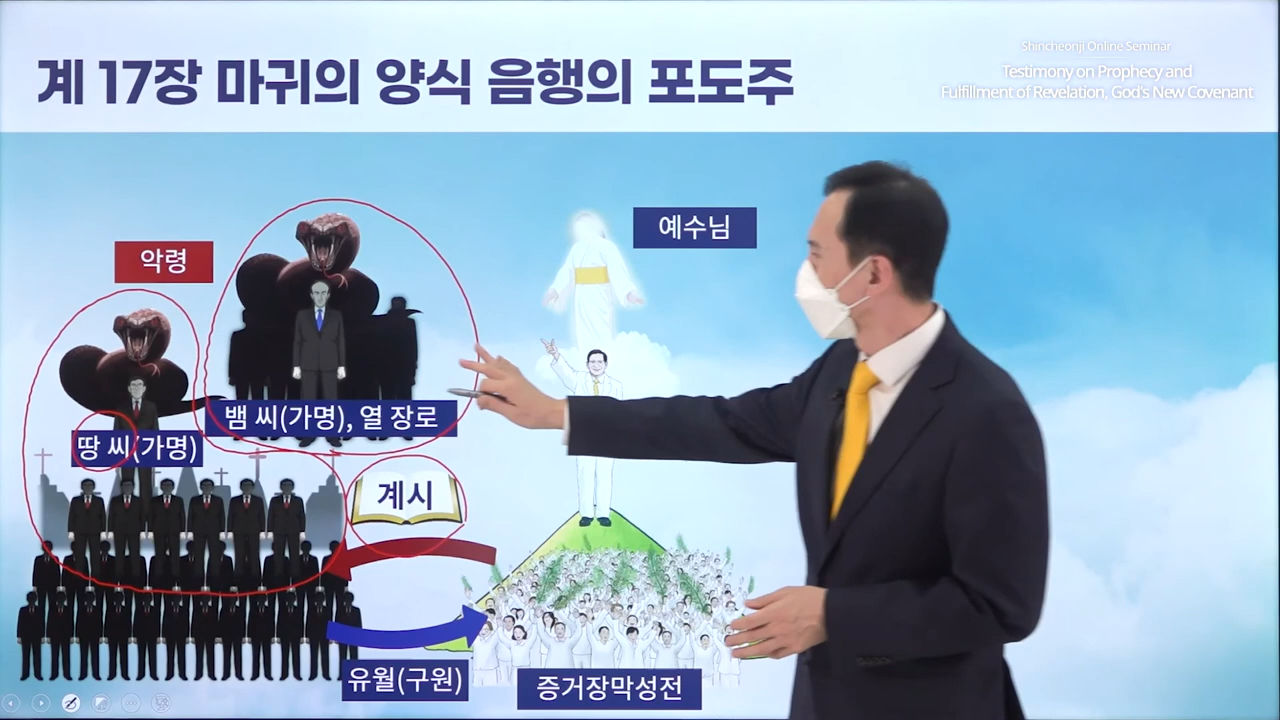 계 17장 마귀의 양식 음행의 포도주
Shincheonji Online Seminar
Testimony on Prophecy and
Fulfillment of Revelation, God's New Covenant
예수님
악령
뱀 씨(가명), 열 장로
땅 씨(가명)
계시
유월(구원)
증거장막성전